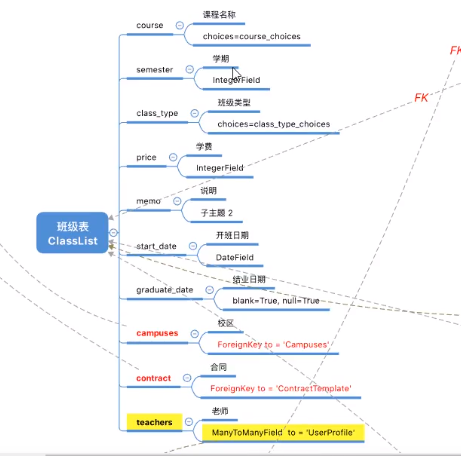 course
课程名称
choices=course_choices
semester
学期
IntegerField
class_type
班级类型
choices=class_type_choices
price
学费
IntegerField
memo
说明
子主题 2
班级表
ClassList
start_date
开班日期
DateField
graduate_date
结业日期
blank=True, null=True
campuses
校区
ForeignKey to = 'Campuses'
contract
合同
ForeignKey to = 'ContractTemplate'
teachers
老师
ManyToManyField to = 'UserProfile'
FK
FK